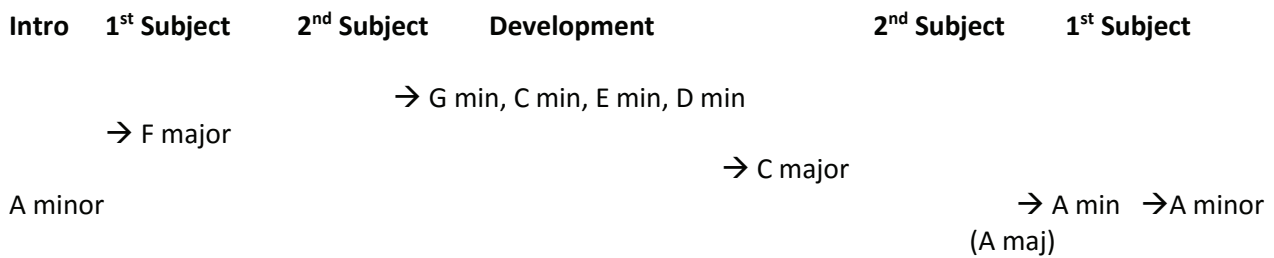 Intro 1st Subject 2nd Subject Development 2nd Subject 1st Subject
→ G min, C min, E min, D min
→ F major
→ C major
A minor → A min →A minor
(A maj)